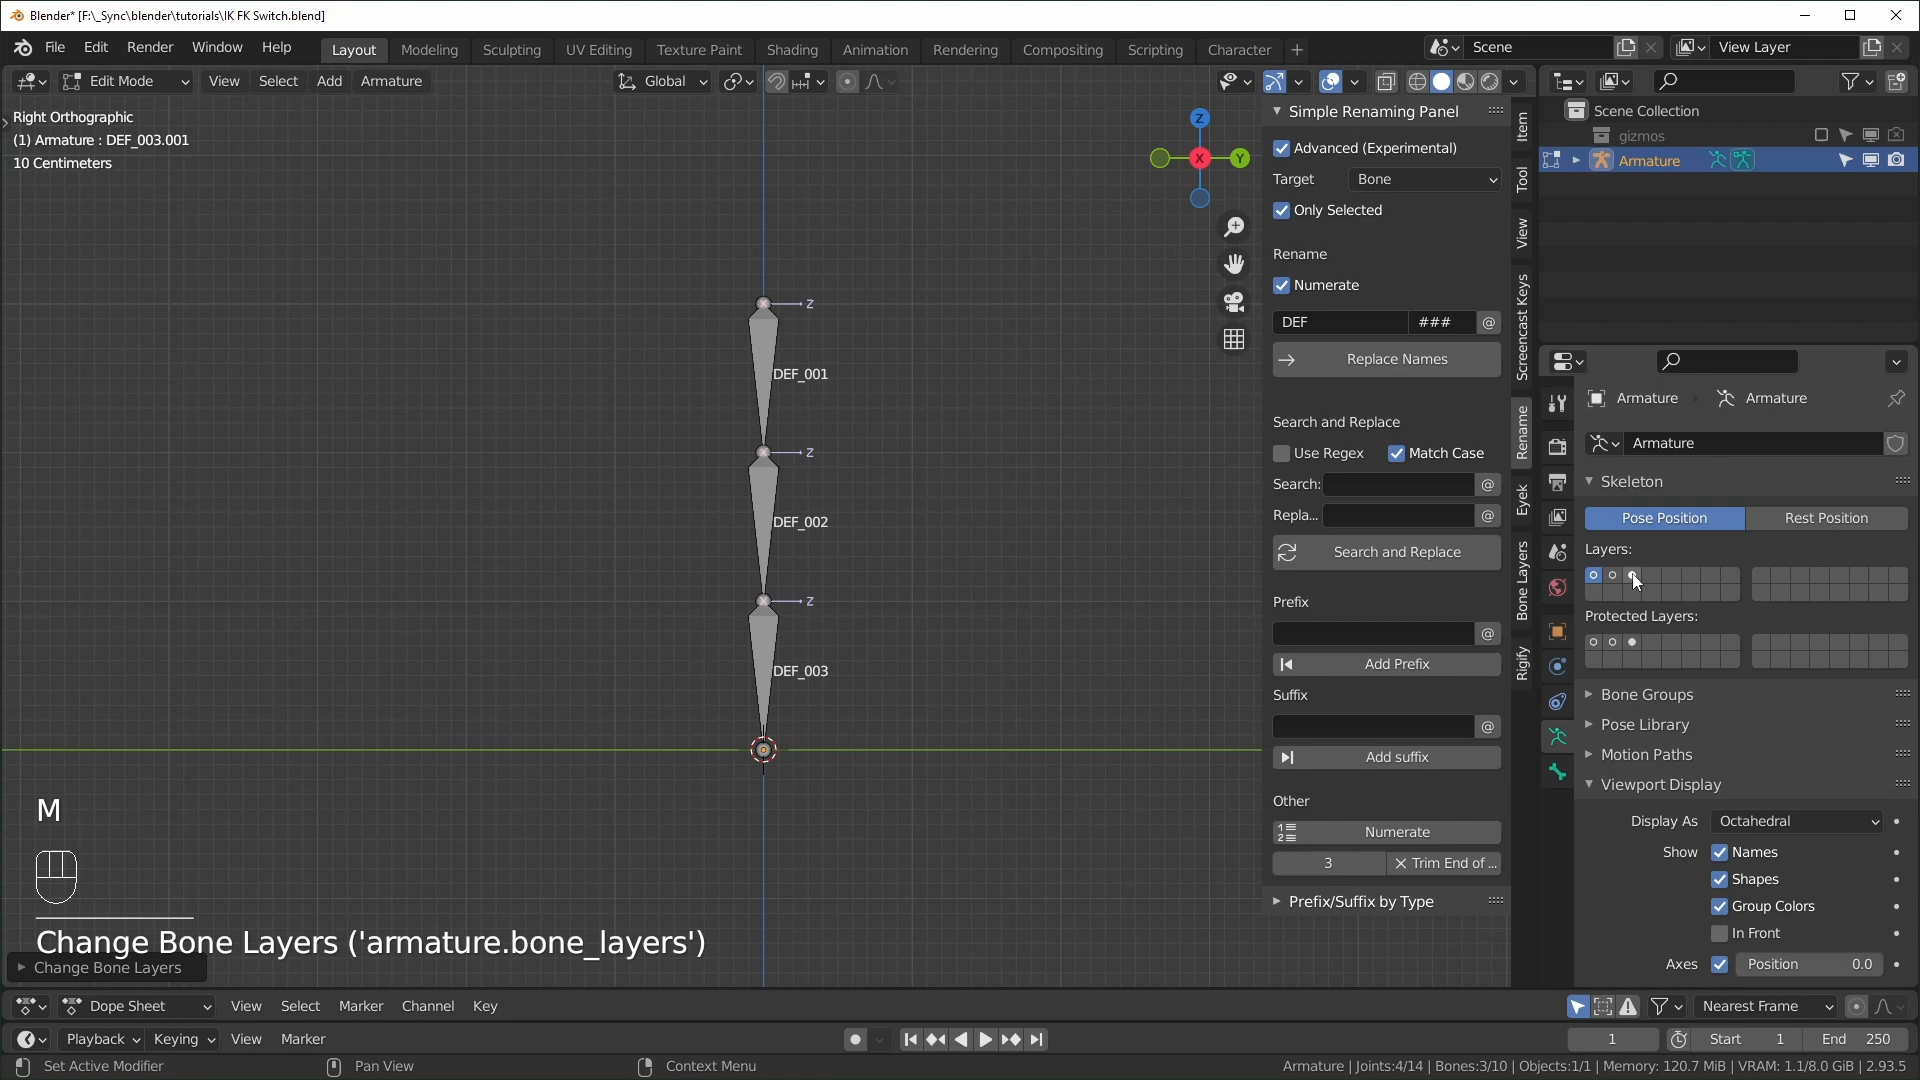 Blender* [F:\_Sync\blender\tutorials\IK FK Switch.blend]
File Edit Render Window Help Layout Modeling Sculpting UV Editing Texture Paint Shading Animation Rendering Compositing Scripting Character + Scene View Layer
Edit Mode View Select Add Armature Global
Right Orthographic
(1) Armature : DEF_003.001
10 Centimeters
Z
X
Y
Z
DEF_001
Z
DEF_002
Z
DEF_003
M
Change Bone Layers ('armature.bone_layers')
Change Bone Layers
Simple Renaming Panel
Advanced (Experimental)
Target Bone
Only Selected
Rename
Numerate
DEF ### @
Replace Names
Search and Replace
Use Regex Match Case
Search: @
Repla... @
Search and Replace
Prefix
@
Add Prefix
Suffix
@
Add suffix
Other
Numerate
3 Trim End of ...
Prefix/Suffix by Type
Item
Tool
View
Screencast Keys
Rename
Eyek
Bone Layers
Rigify
Scene Collection
gizmos
Armature
Armature Armature
Armature
Skeleton
Pose Position Rest Position
Layers:
Protected Layers:
Bone Groups
Pose Library
Motion Paths
Viewport Display
Display As Octahedral
Show Names
Shapes
Group Colors
In Front
Axes Position 0.0
Dope Sheet View Select Marker Channel Key Nearest Frame
Playback Keying View Marker 1 Start 1 End 250
Set Active Modifier Pan View Context Menu Armature | Joints:4/14 | Bones:3/10 | Objects:1/1 | Memory: 120.7 MiB | VRAM: 1.1/8.0 GiB | 2.93.5